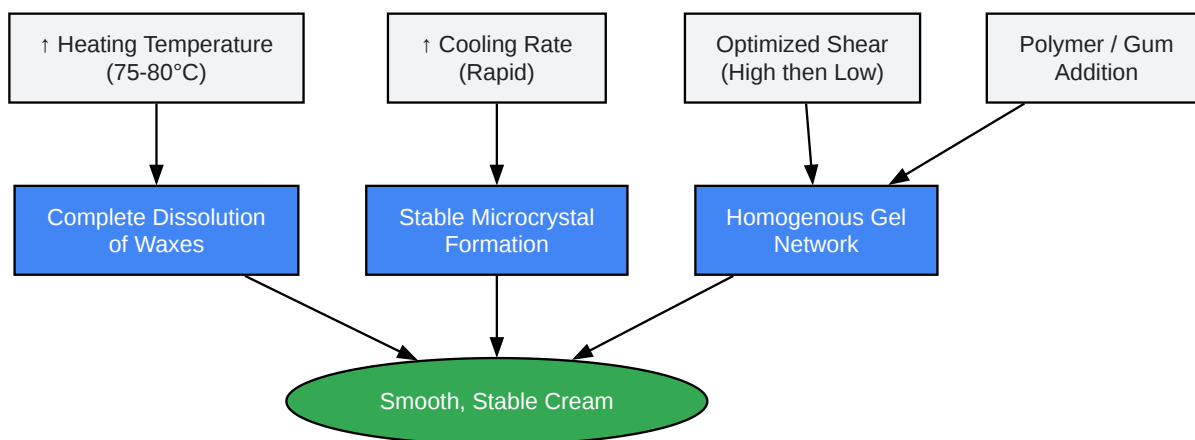 ↑ Heating Temperature
(75-80°C)
↑ Cooling Rate
(Rapid)
Optimized Shear
(High then Low)
Polymer / Gum
Addition
Complete Dissolution
of Waxes
Stable Microcrystal
Formation
Homogenous Gel
Network
Smooth, Stable Cream